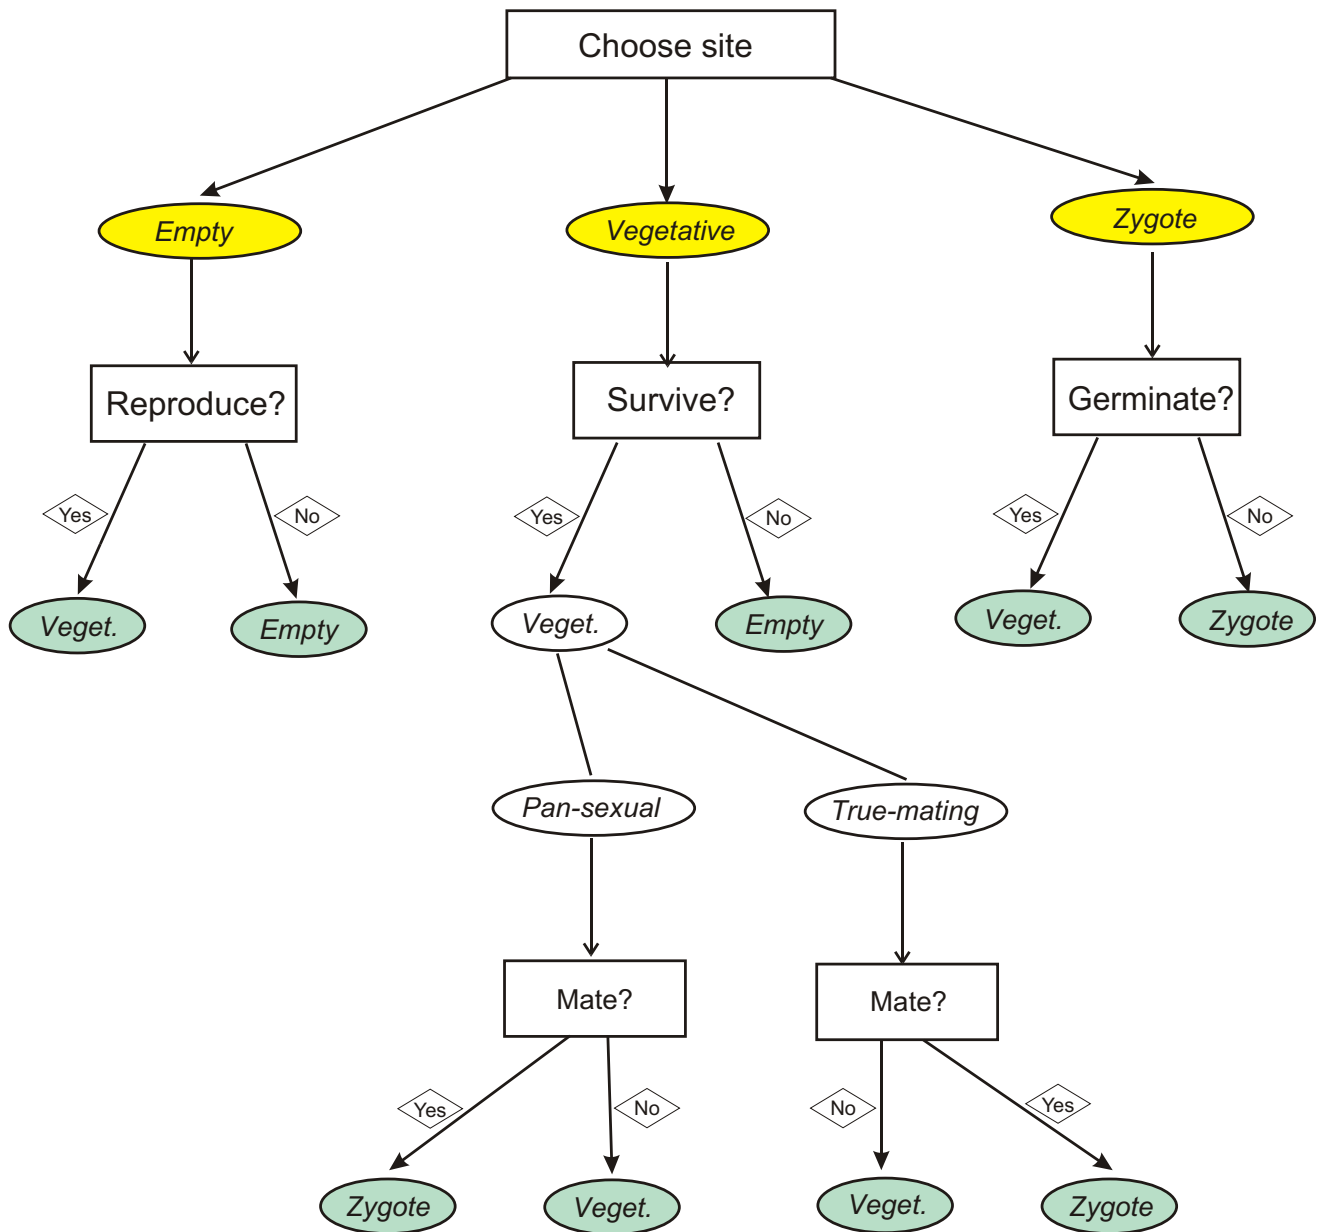 Choose site
Empty
Vegetative
Zygote
Reproduce?
Survive?
Germinate?
Yes
No
Yes
No
Yes
No
Veget.
Empty
Veget.
Empty
Veget.
Zygote
Pan-sexual
True-mating
Mate?
Mate?
Yes
No
No
Yes
Zygote
Veget.
Veget.
Zygote